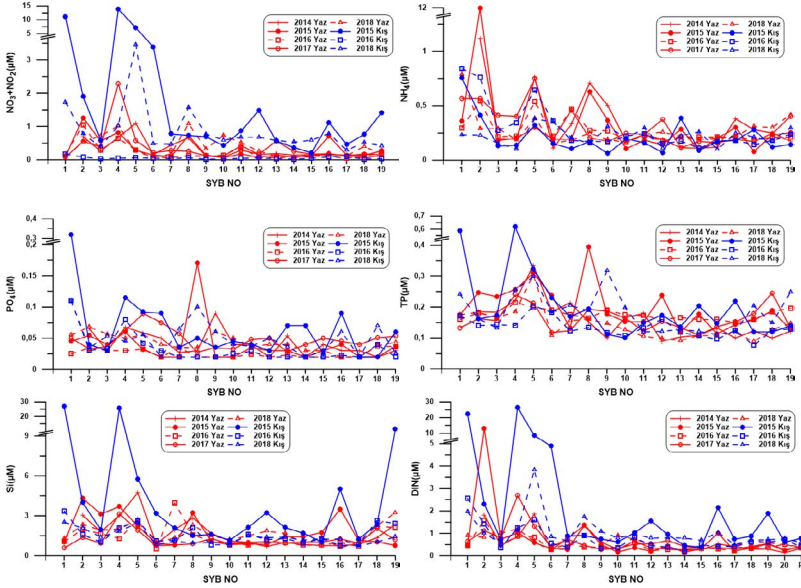 NO₃+NO₂(µM)
15
10
5
4
3
2
1
0
2014 Yaz
2015 Yaz
2016 Yaz
2017 Yaz
2018 Yaz
2015 Kış
2016 Kış
2018 Kış
1 2 3 4 5 6 7 8 9 10 11 12 13 14 15 16 17 18 19
SYB NO
NH₄(µM)
12
1
0,5
0
2014 Yaz
2015 Yaz
2016 Yaz
2017 Yaz
2018 Yaz
2015 Kış
2016 Kış
2018 Kış
1 2 3 4 5 6 7 8 9 10 11 12 13 14 15 16 17 18 19
SYB NO
PO₄(µM)
0,4
0,3
0,2
0,15
0,1
0,05
0
2014 Yaz
2015 Yaz
2016 Yaz
2017 Yaz
2018 Yaz
2015 Kış
2016 Kış
2018 Kış
1 2 3 4 5 6 7 8 9 10 11 12 13 14 15 16 17 18 19
SYB NO
TP(µM)
0,7
0,6
0,4
0,3
0,2
0,1
0
2014 Yaz
2015 Yaz
2016 Yaz
2017 Yaz
2018 Yaz
2015 Kış
2016 Kış
2018 Kış
1 2 3 4 5 6 7 8 9 10 11 12 13 14 15 16 17 18 19
SYB NO
Si(µM)
30
20
10
9
6
3
0
2014 Yaz
2015 Yaz
2016 Yaz
2017 Yaz
2018 Yaz
2015 Kış
2016 Kış
2018 Kış
1 2 3 4 5 6 7 8 9 10 11 12 13 14 15 16 17 18 19
SYB NO
DIN(µM)
30
20
10
5
4
3
2
1
0
2014 Yaz
2015 Yaz
2016 Yaz
2017 Yaz
2018 Yaz
2015 Kış
2016 Kış
2018 Kış
1 2 3 4 5 6 7 8 9 10 11 12 13 14 15 16 17 18 19 20
SYB NO